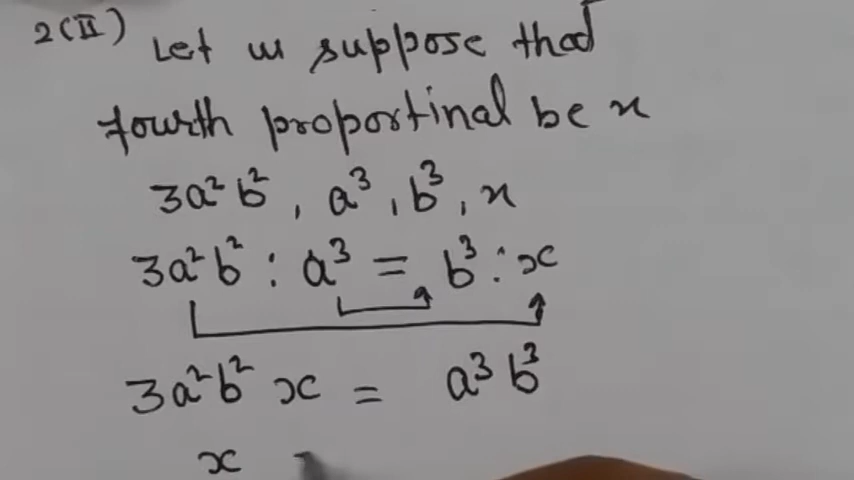 2(II) Let us suppose that
fourth proportinal be x
3a²b², a³, b³, x
3a²b² : a³ = b³ : x
3a²b² x = a³ b³
x